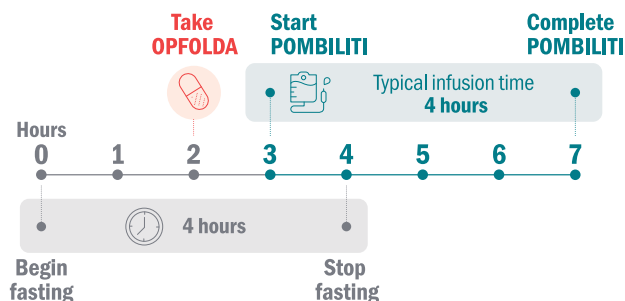 Take
OPFOLDA
Start
POMBILITI
Complete
POMBILITI
Typical infusion time
4 hours
Hours
0 1 2 3 4 5 6 7
4 hours
Begin
fasting
Stop
fasting